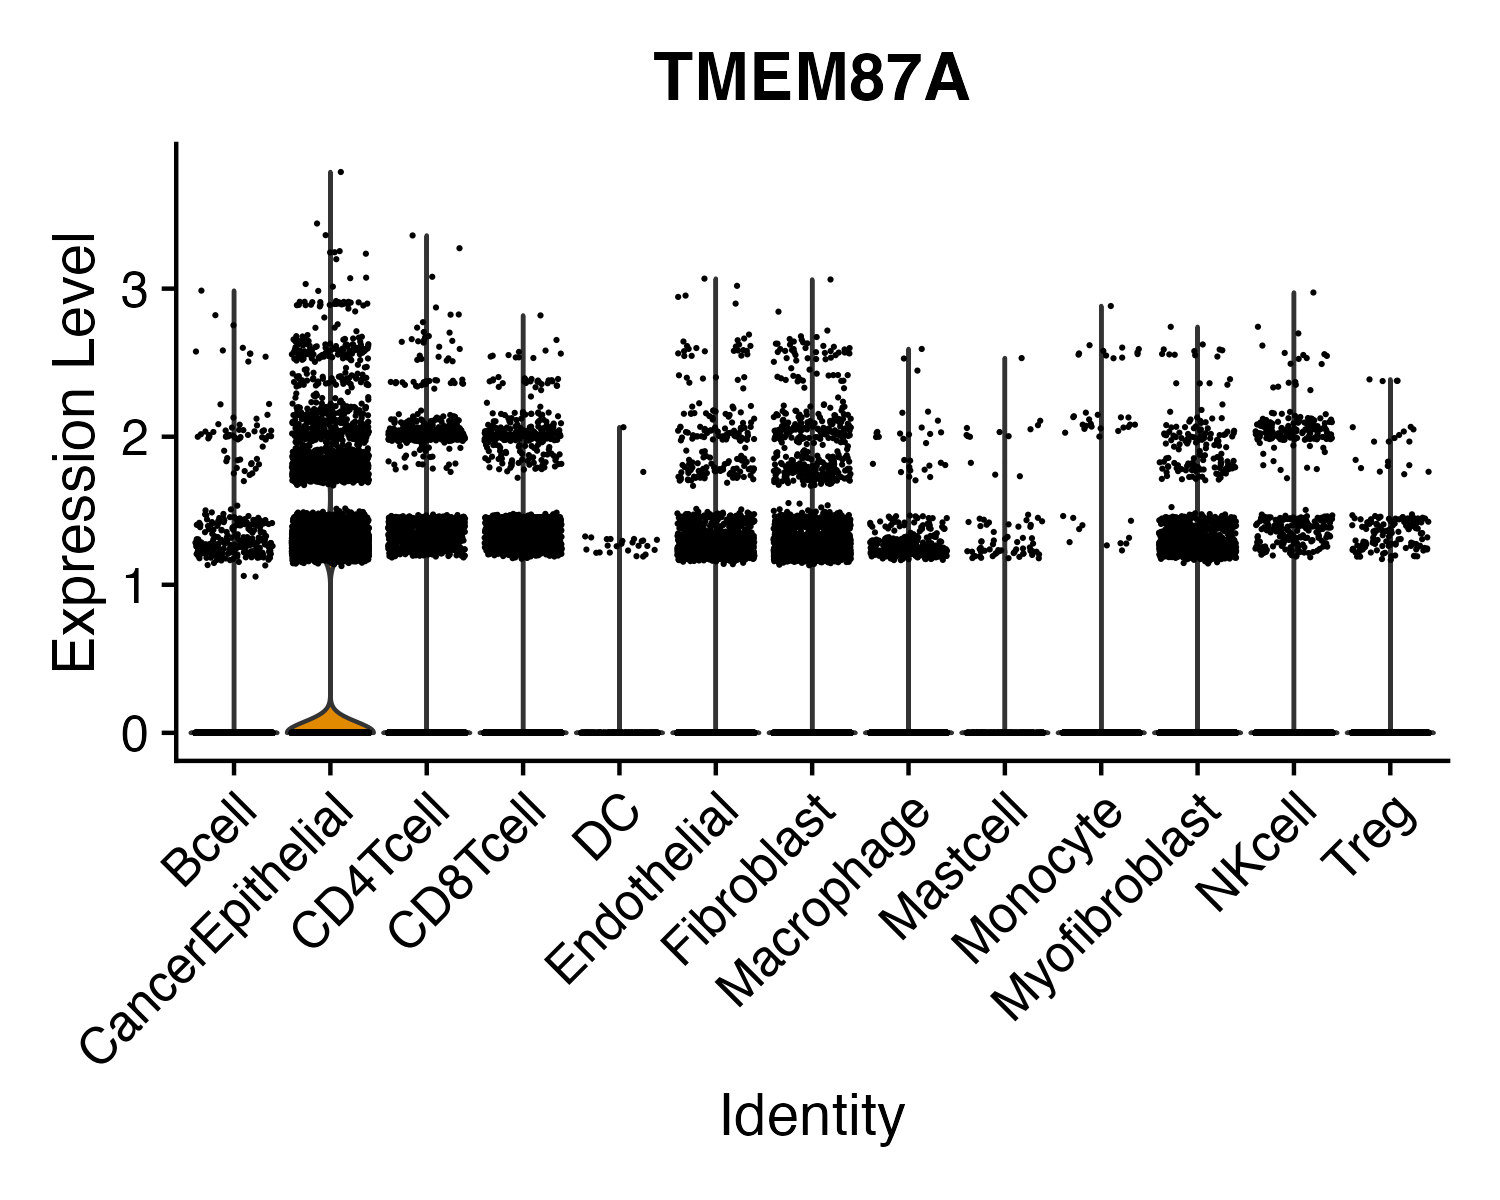 TMEM87A
Expression Level
3
2
1
0
Bcell
CancerEpithelial
CD4Tcell
CD8Tcell
DC
Endothelial
Fibroblast
Macrophage
Mastcell
Monocyte
Myofibroblast
NKcell
Treg
Identity